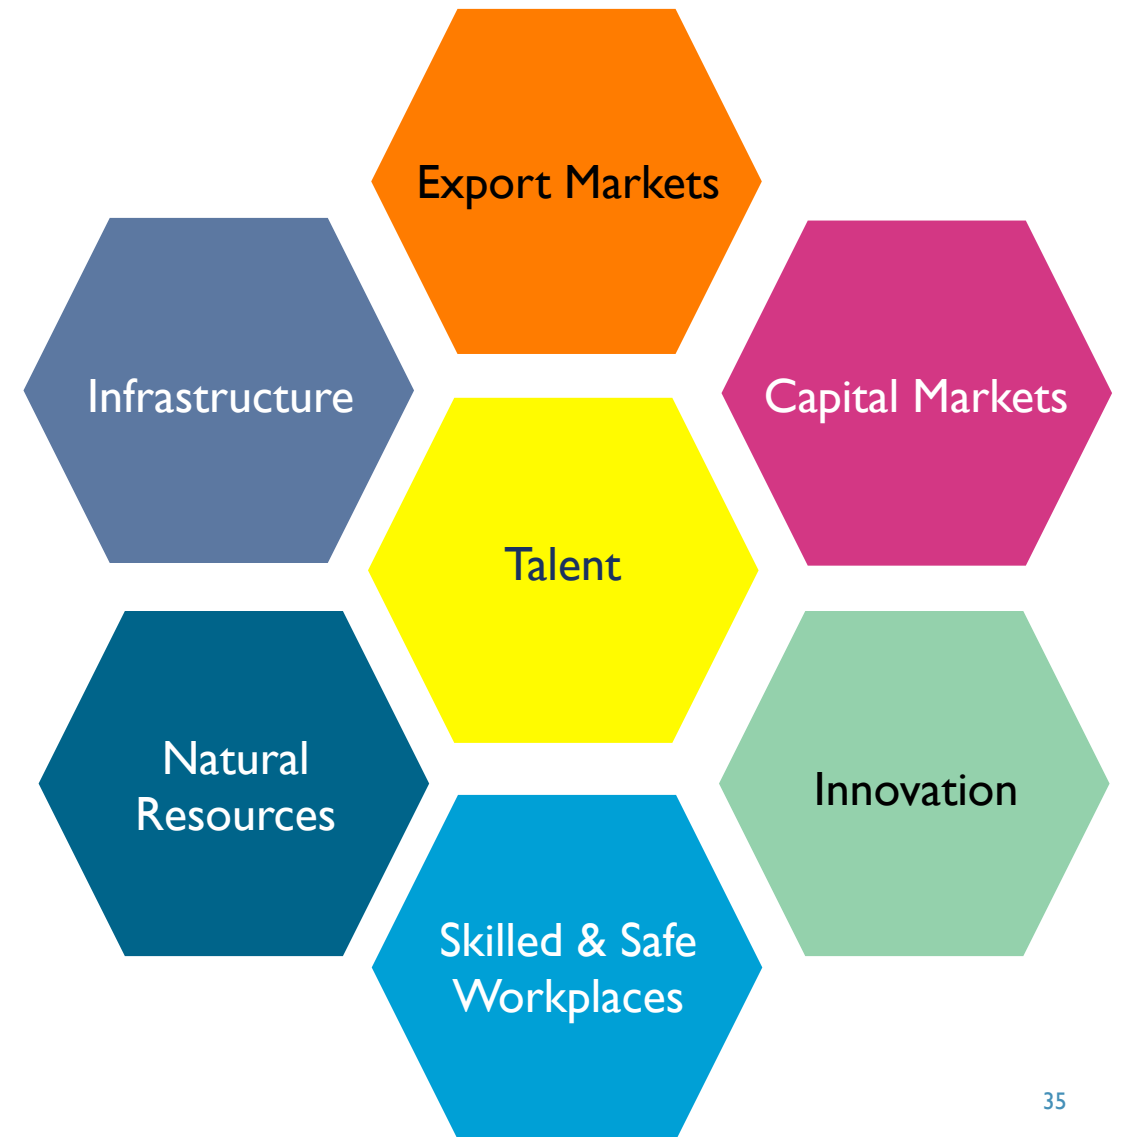 Export Markets
Infrastructure
Capital Markets
Talent
Natural
Resources
Innovation
Skilled & Safe
Workplaces
35